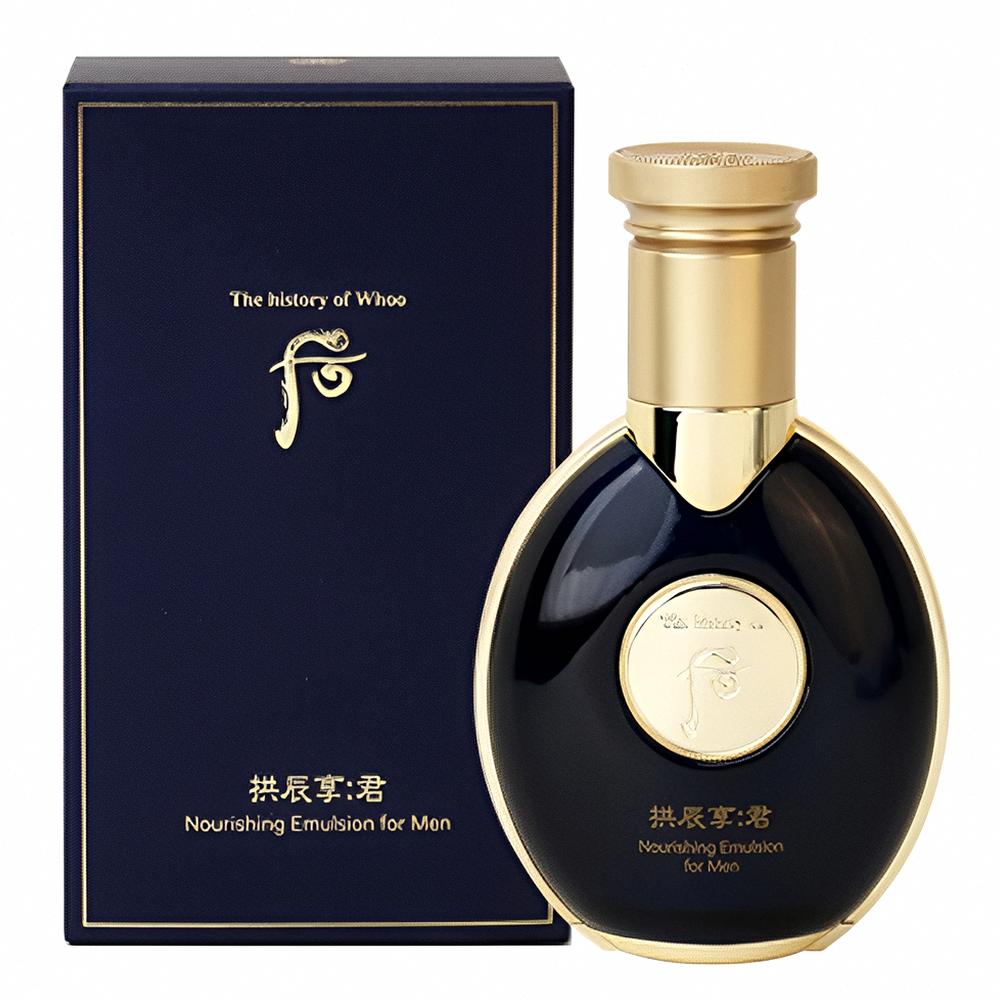 The history of Whoo
拱辰享:君
Nourishing Emulsion for Men
拱辰享:君
Nourishing Emulsion
for Men